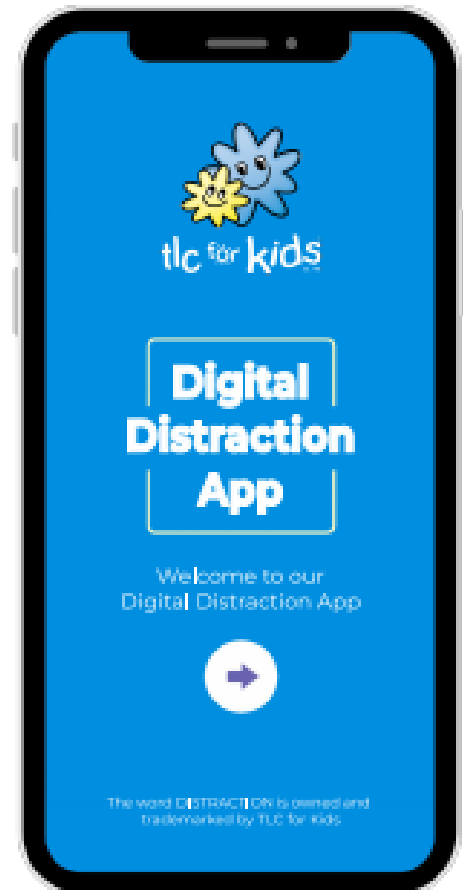 tlc for kids
Digital
Distraction
App
Welcome to our
Digital Distraction App
The word DISTRACTION is owned and
trademarked by TLC for Kids